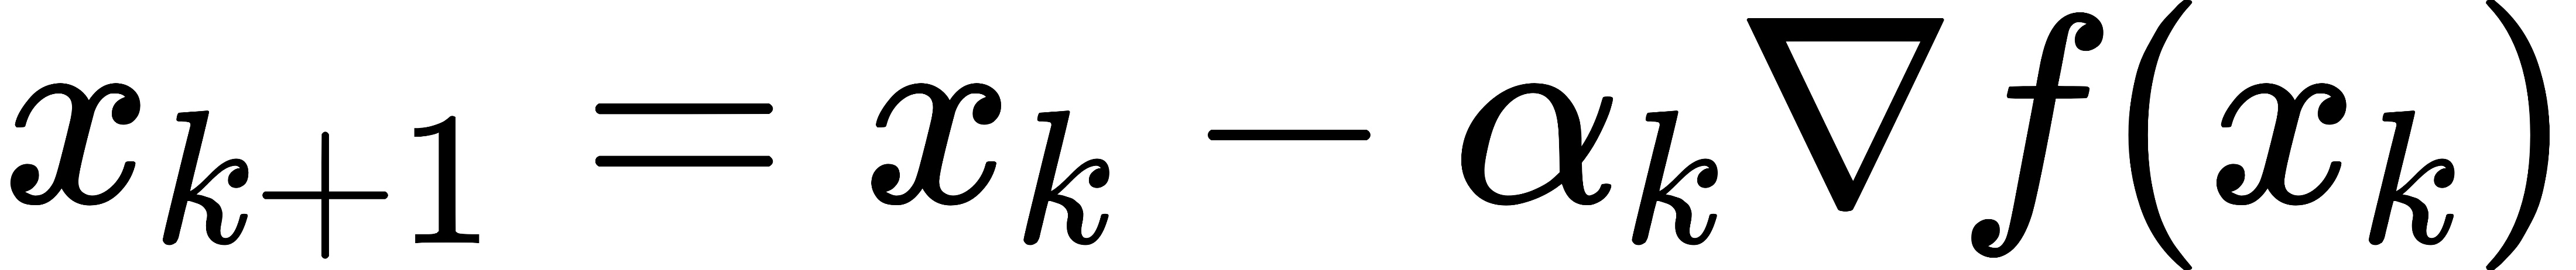 x_{k+1} = x_k - α_k ∇f(x_k)